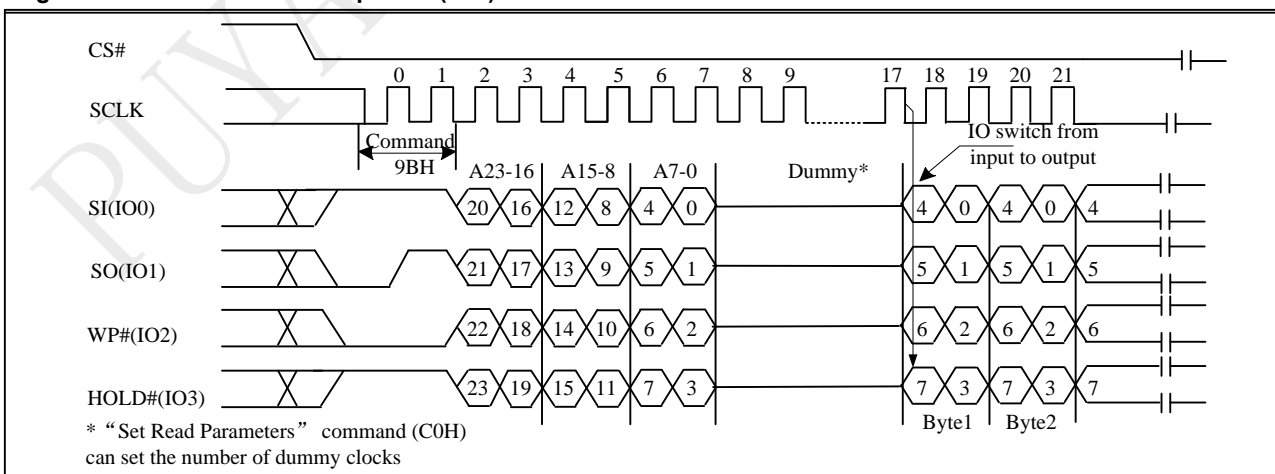 CS#
0 1 2 3 4 5 6 7 8 9 17 18 19 20 21
SCLK
Command
9BH
IO switch from
input to output
A23-16 A15-8 A7-0 Dummy*
SI(IO0) 20 16 12 8 4 0 4 0 4 0 4
SO(IO1) 21 17 13 9 5 1 5 1 5 1 5
WP#(IO2) 22 18 14 10 6 2 6 2 6 2 6
HOLD#(IO3) 23 19 15 11 7 3 7 3 7 3 7
Byte1 Byte2
* “Set Read Parameters” command (C0H)
can set the number of dummy clocks
PUYA